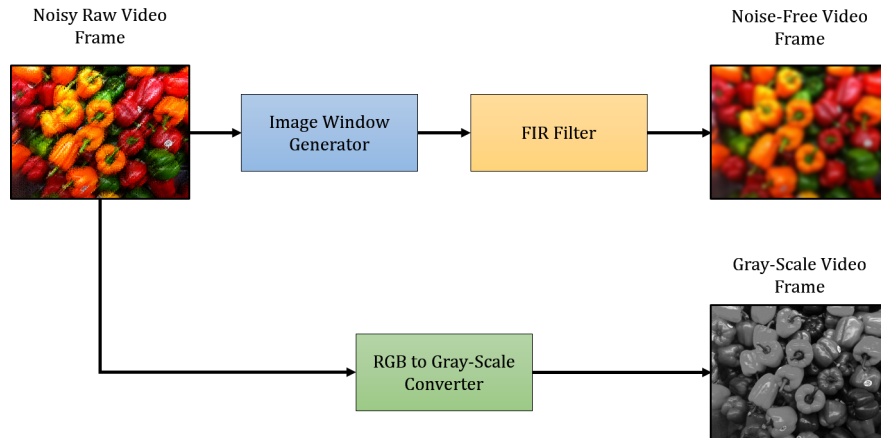 Noisy Raw Video
Frame
Noise-Free Video
Frame
Image Window
Generator
FIR Filter
Gray-Scale Video
Frame
RGB to Gray-Scale
Converter